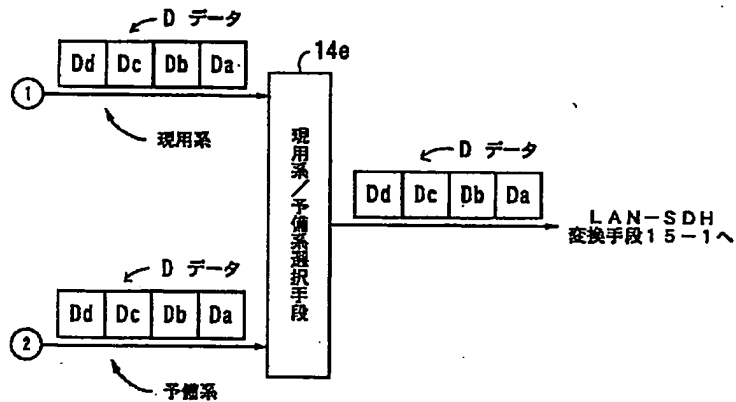 D データ
14e
Dd Dc Db Da
①
現用系
現用系/予備系選択手段
D データ
Dd Dc Db Da
LAN-SDH
変換手段15-1へ
D データ
Dd Dc Db Da
②
予備系